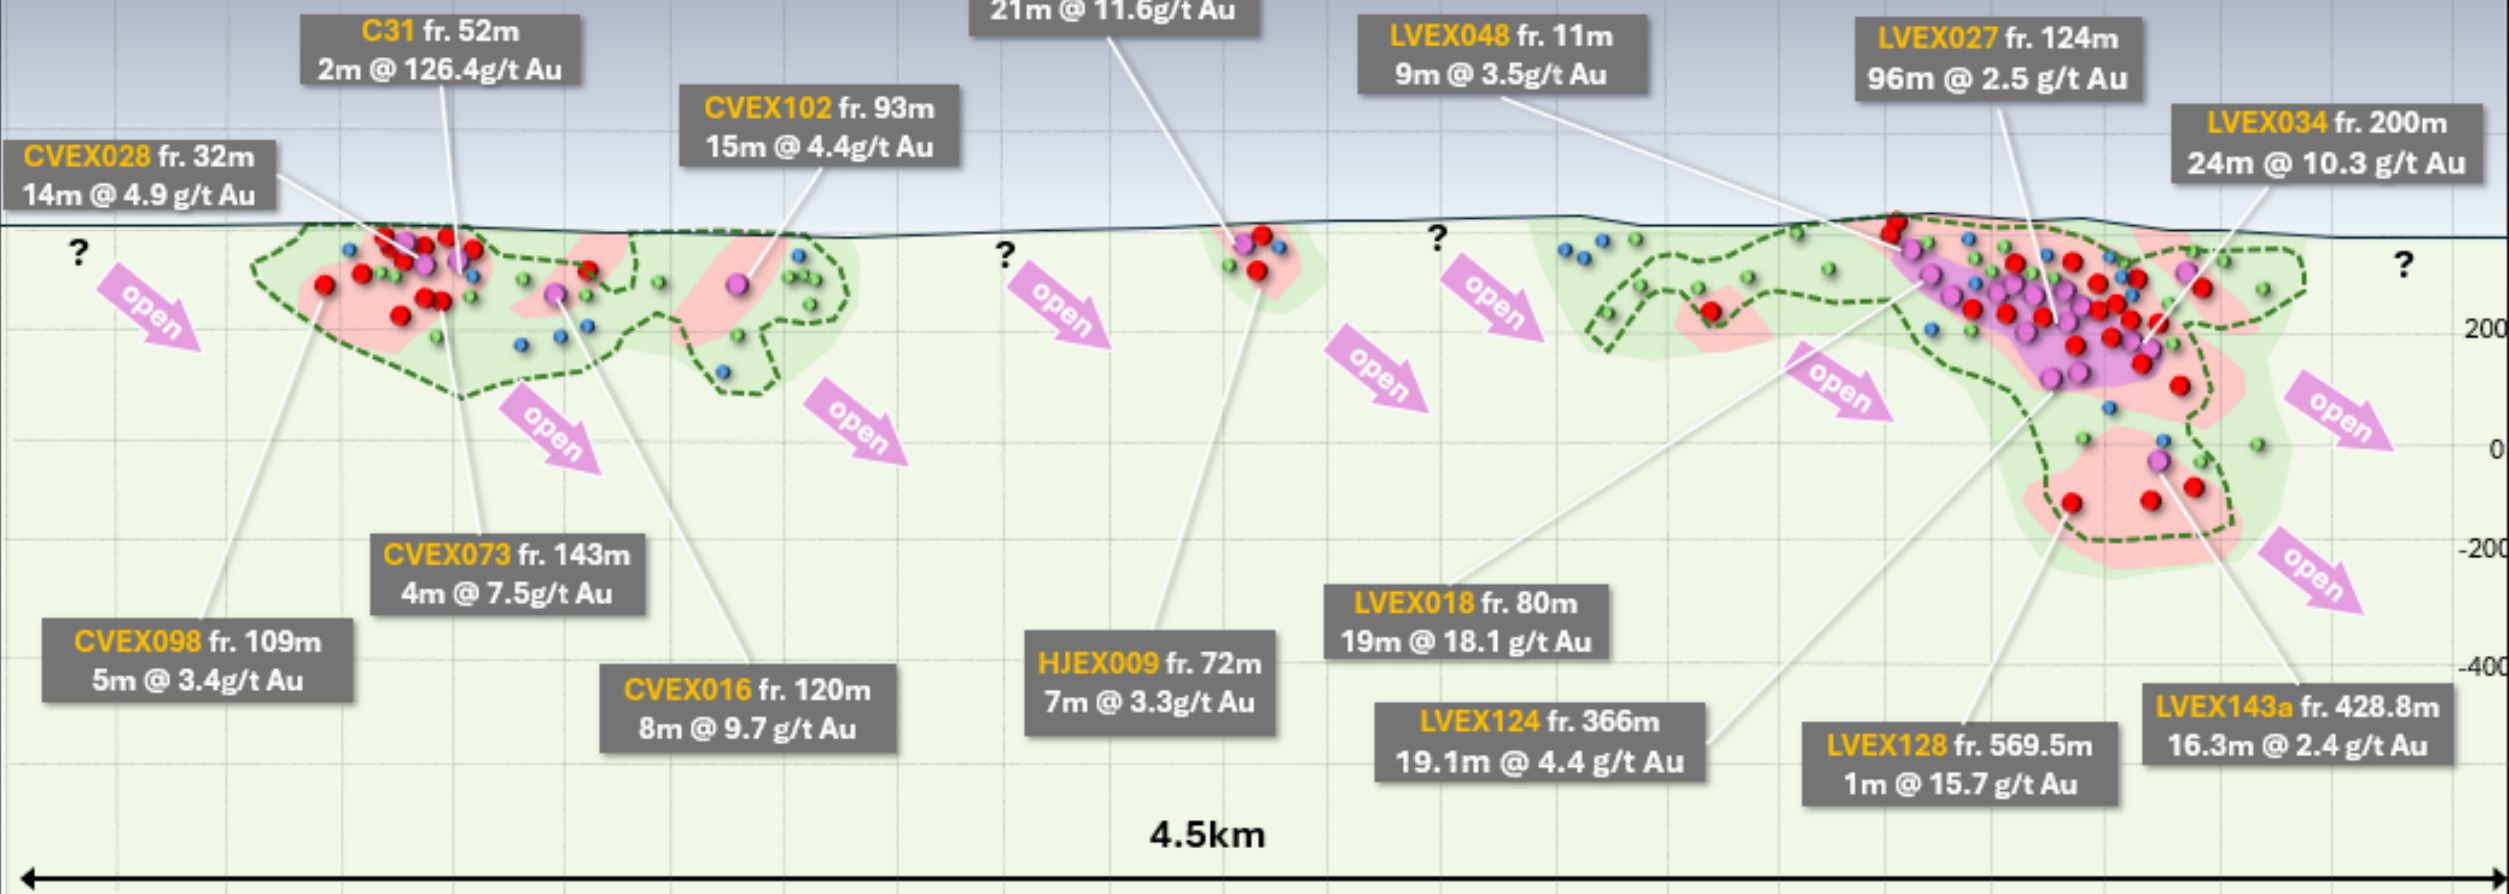 21m @ 11.6g/t Au
C31 fr. 52m
2m @ 126.4g/t Au
LVEX048 fr. 11m
9m @ 3.5g/t Au
LVEX027 fr. 124m
96m @ 2.5 g/t Au
CVEX102 fr. 93m
15m @ 4.4g/t Au
LVEX034 fr. 200m
24m @ 10.3 g/t Au
CVEX028 fr. 32m
14m @ 4.9 g/t Au
?
?
?
?
open
open
open
open
open
open
open
open
open
200
0
-200
-400
CVEX073 fr. 143m
4m @ 7.5g/t Au
LVEX018 fr. 80m
19m @ 18.1 g/t Au
CVEX098 fr. 109m
5m @ 3.4g/t Au
HJEX009 fr. 72m
7m @ 3.3g/t Au
CVEX016 fr. 120m
8m @ 9.7 g/t Au
LVEX124 fr. 366m
19.1m @ 4.4 g/t Au
LVEX143a fr. 428.8m
16.3m @ 2.4 g/t Au
LVEX128 fr. 569.5m
1m @ 15.7 g/t Au
4.5km